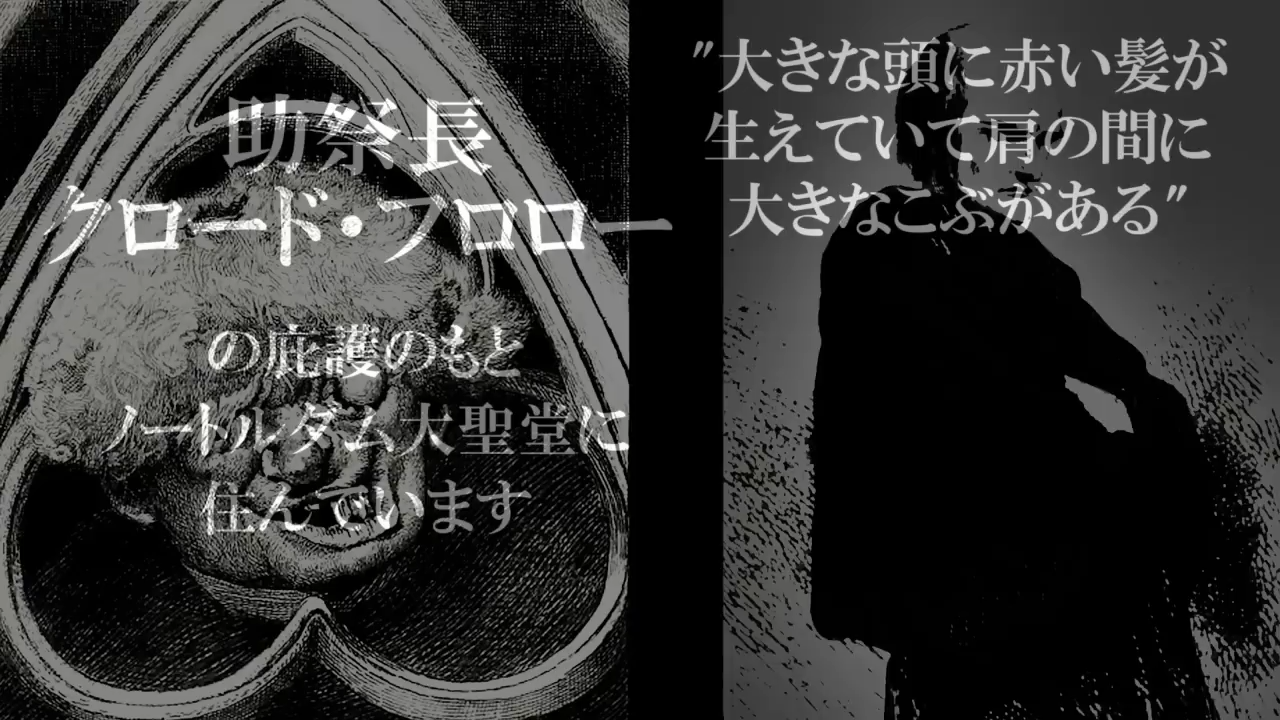 助祭長
クロード・フロロー
の庇護のもと
ノートルダム大聖堂に
住んでいます
"大きな頭に赤い髪が
生えていて肩の間に
大きなこぶがある"